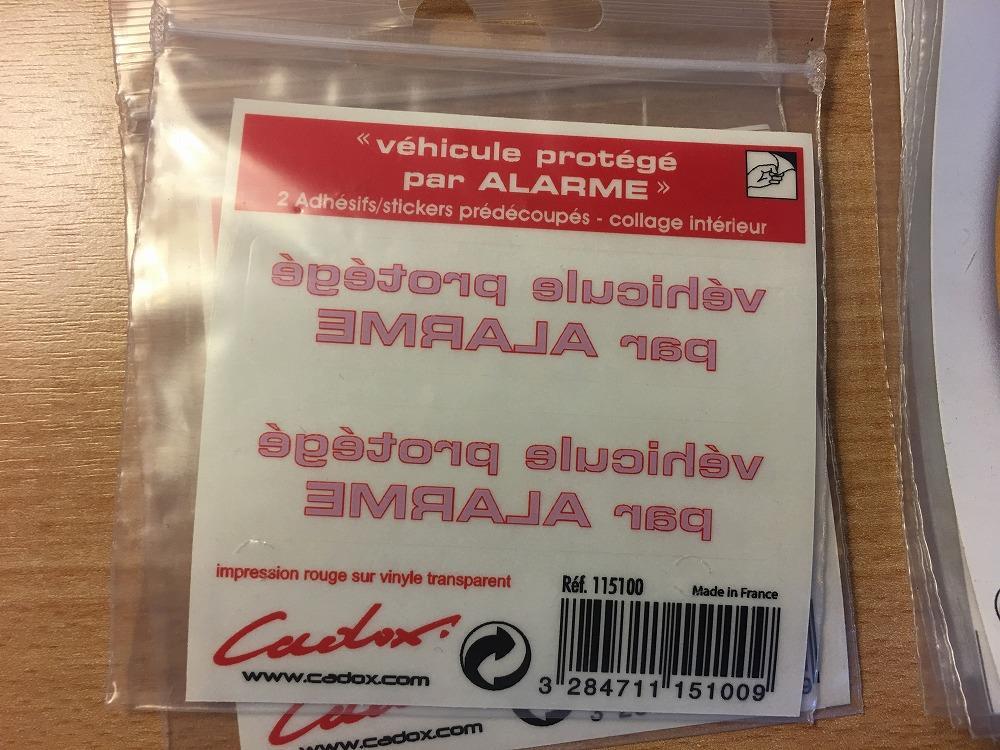 « véhicule protégé
par ALARME »
2 Adhésifs/stickers prédécoupés - collage intérieur
véhicule protégé
par ALARME
véhicule protégé
par ALARME
impression rouge sur vinyle transparent
Réf. 115100
Made in France
Cadox
www.cadox.com
3 284711 151009
www.cadox.com